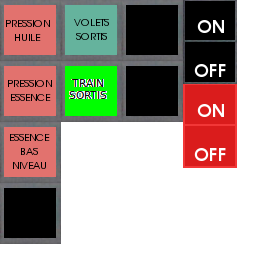 PRESSION
HUILE
VOLETS
SORTIS
ON
PRESSION
ESSENCE
TRAIN
SORTIS
OFF
ESSENCE
BAS
NIVEAU
ON
OFF